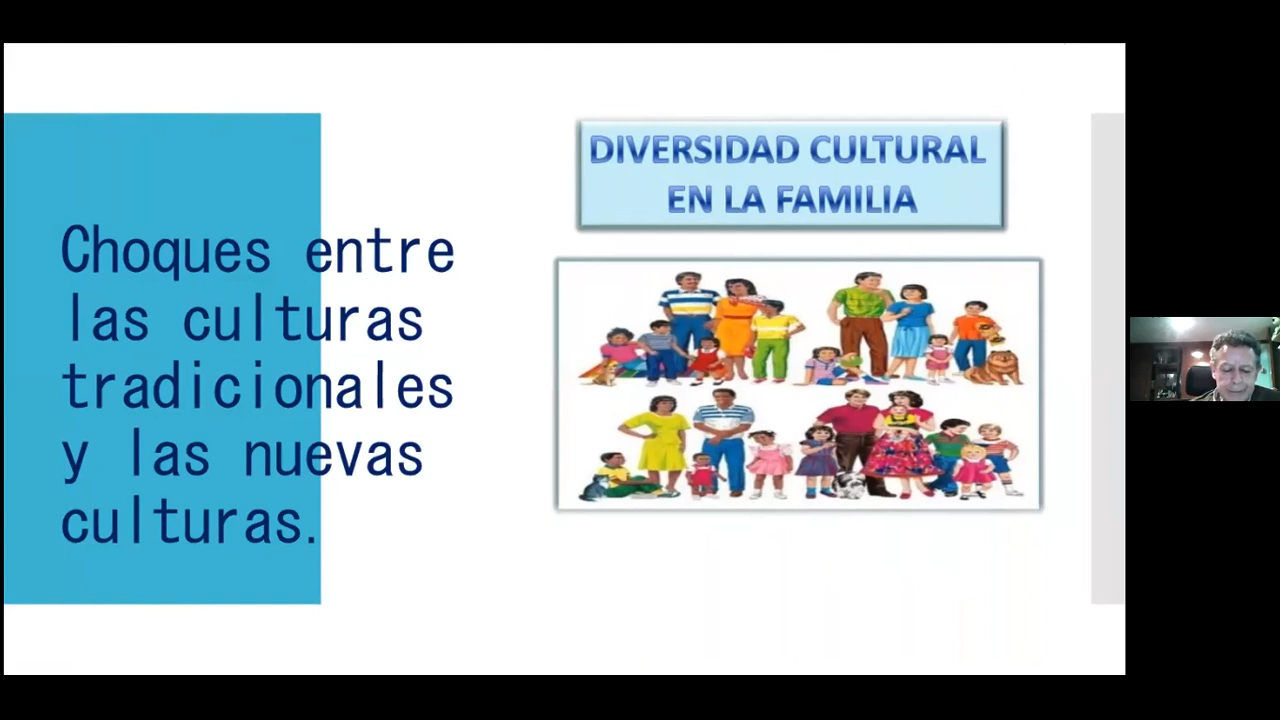 Choques entre
las culturas
tradicionales
y las nuevas
culturas.
DIVERSIDAD CULTURAL
EN LA FAMILIA